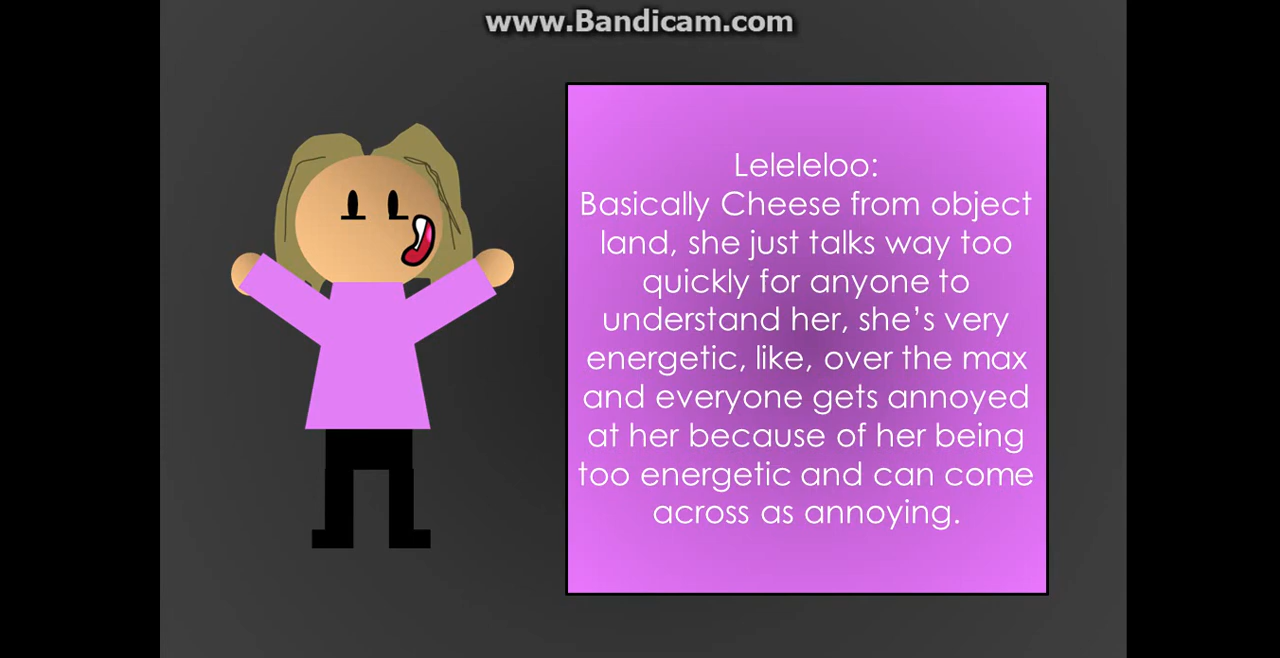 www.Bandicam.com
Leleleloo:
Basically Cheese from object
land, she just talks way too
quickly for anyone to
understand her, she’s very
energetic, like, over the max
and everyone gets annoyed
at her because of her being
too energetic and can come
across as annoying.